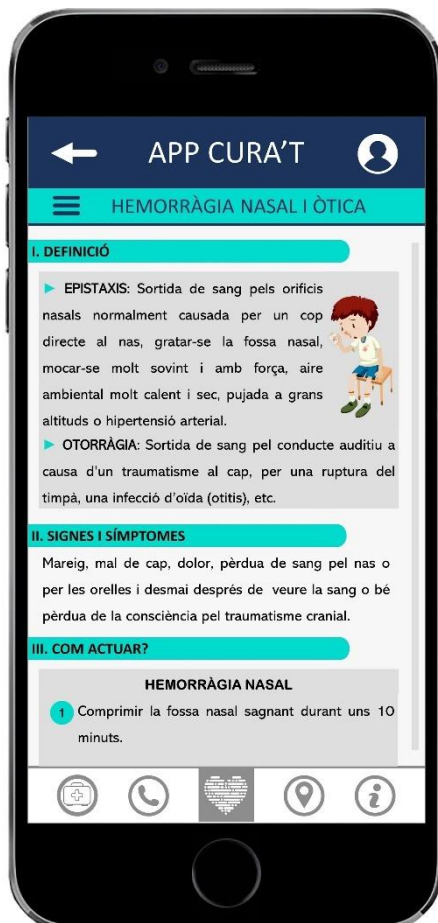 APP CURA'T
HEMORRÀGIA NASAL I ÒTICA
I. DEFINICIÓ
► EPISTAXIS: Sortida de sang pels orificis
nasals normalment causada per un cop
directe al nas, gratar-se la fossa nasal,
mocar-se molt sovint i amb força, aire
ambiental molt calent i sec, pujada a grans
altituds o hipertensió arterial.
► OTORRÀGIA: Sortida de sang pel conducte auditiu a
causa d'un traumatisme al cap, per una ruptura del
timpà, una infecció d'oïda (otitis), etc.
II. SIGNES I SÍMPTOMES
Mareig, mal de cap, dolor, pèrdua de sang pel nas o
per les orelles i desmai després de veure la sang o bé
pèrdua de la consciència pel traumatisme cranial.
III. COM ACTUAR?
HEMORRÀGIA NASAL
1 Comprimir la fossa nasal sagnant durant uns 10
minuts.